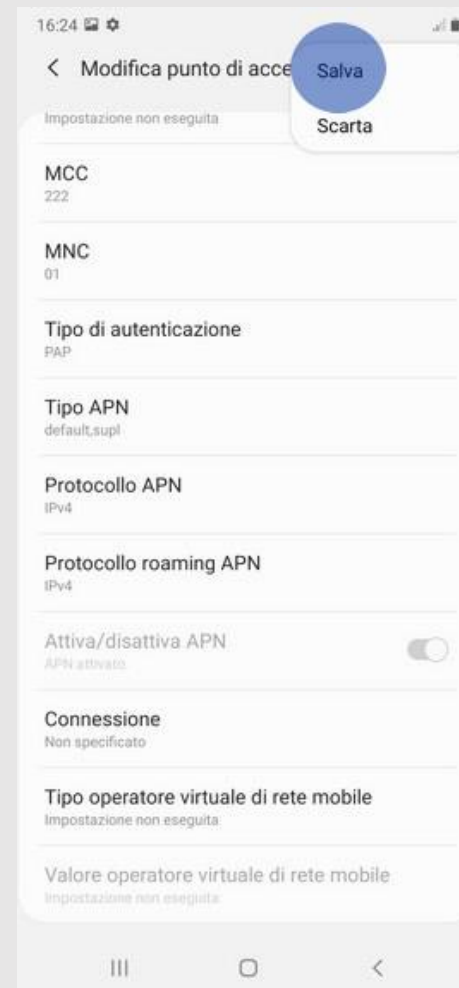 16:24
Modifica punto di acce
Salva
Impostazione non eseguita
Scarta
MCC
222
MNC
01
Tipo di autenticazione
PAP
Tipo APN
default,supl
Protocollo APN
IPv4
Protocollo roaming APN
IPv4
Attiva/disattiva APN
APN attivato
Connessione
Non specificato
Tipo operatore virtuale di rete mobile
Impostazione non eseguita
Valore operatore virtuale di rete mobile
Impostazione non eseguita